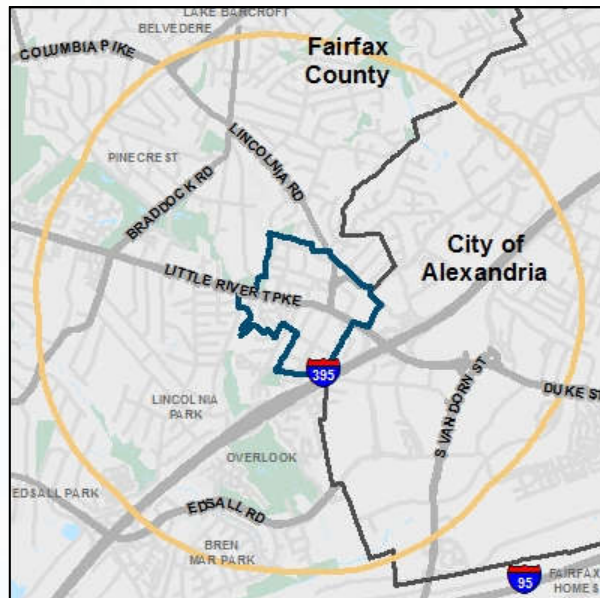 LAKE BARCROFT
BELVEDERE
COLUMBIA PIKE
Fairfax
County
LINCOLNIA RD
PINECREST
BRADDOCK RD
City of
Alexandria
LITTLE RIVER TPKE
395
S VAN DORN ST
DUKE ST
LINCOLNIA
PARK
OVERLOOK
EDSALL PARK
EDSALL RD
BREN
MAR PARK
95
FAIRFAX
HOME S